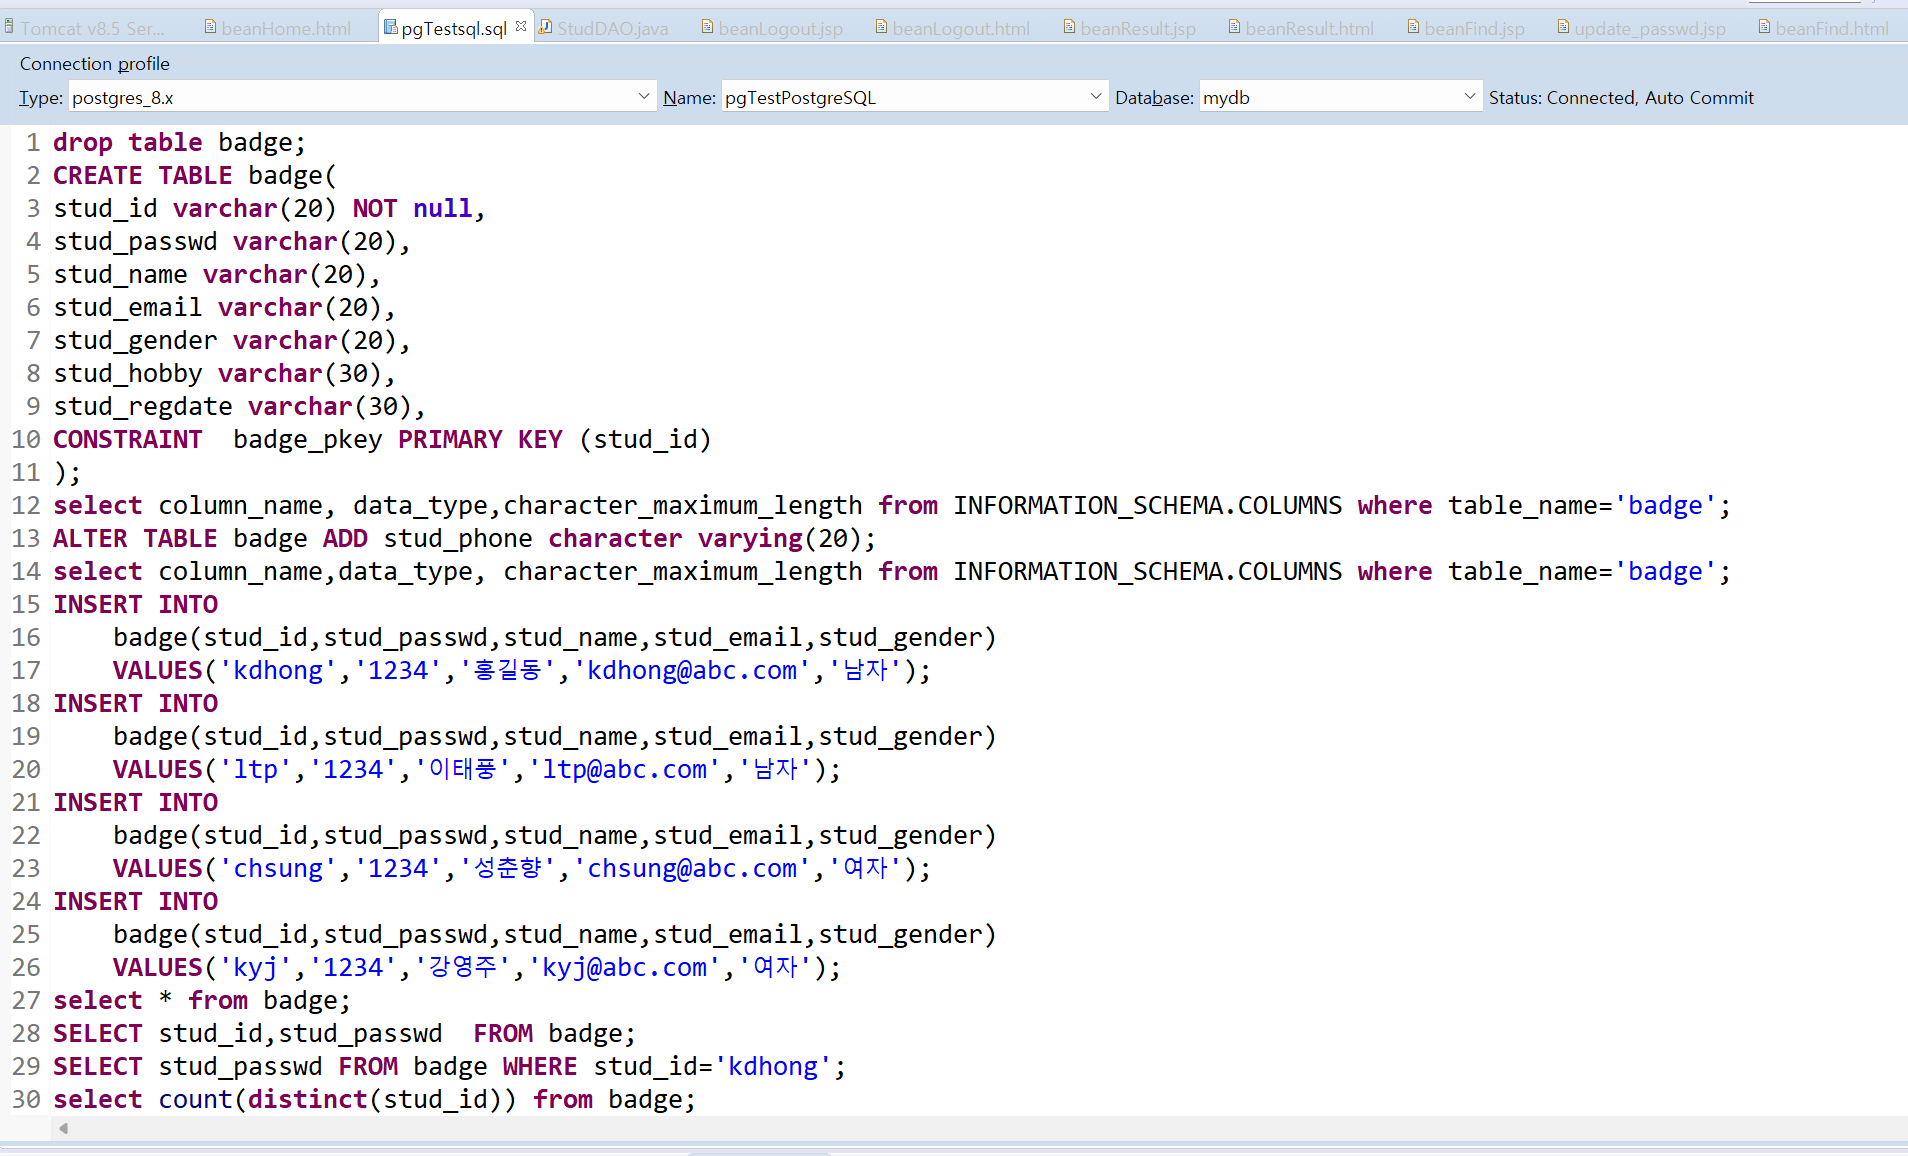 Tomcat v8.5 Ser... beanHome.html pgTestsql.sql StudDAO.java beanLogout.jsp beanLogout.html beanResult.jsp beanResult.html beanFind.jsp update_passwd.jsp beanFind.html
Connection profile
Type: postgres_8.x Name: pgTestPostgreSQL Database: mydb Status: Connected, Auto Commit
1 drop table badge;
2 CREATE TABLE badge(
3 stud_id varchar(20) NOT null,
4 stud_passwd varchar(20),
5 stud_name varchar(20),
6 stud_email varchar(20),
7 stud_gender varchar(20),
8 stud_hobby varchar(30),
9 stud_regdate varchar(30),
10 CONSTRAINT  badge_pkey PRIMARY KEY (stud_id)
11 );
12 select column_name, data_type,character_maximum_length from INFORMATION_SCHEMA.COLUMNS where table_name='badge';
13 ALTER TABLE badge ADD stud_phone character varying(20);
14 select column_name,data_type, character_maximum_length from INFORMATION_SCHEMA.COLUMNS where table_name='badge';
15 INSERT INTO
16     badge(stud_id,stud_passwd,stud_name,stud_email,stud_gender)
17     VALUES('kdhong','1234','홍길동','kdhong@abc.com','남자');
18 INSERT INTO
19     badge(stud_id,stud_passwd,stud_name,stud_email,stud_gender)
20     VALUES('ltp','1234','이태풍','ltp@abc.com','남자');
21 INSERT INTO
22     badge(stud_id,stud_passwd,stud_name,stud_email,stud_gender)
23     VALUES('chsung','1234','성춘향','chsung@abc.com','여자');
24 INSERT INTO
25     badge(stud_id,stud_passwd,stud_name,stud_email,stud_gender)
26     VALUES('kyj','1234','강영주','kyj@abc.com','여자');
27 select * from badge;
28 SELECT stud_id,stud_passwd  FROM badge;
29 SELECT stud_passwd FROM badge WHERE stud_id='kdhong';
30 select count(distinct(stud_id)) from badge;